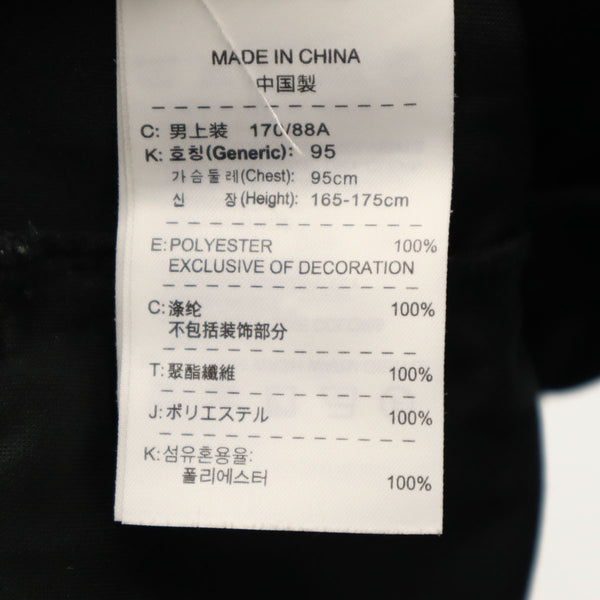 MADE IN CHINA
中国製
C: 男上装 170/88A
K: 호칭(Generic): 95
가슴둘레(Chest): 95cm
신 장(Height): 165-175cm
E: POLYESTER 100%
EXCLUSIVE OF DECORATION
C: 涤纶 100%
不包括装饰部分
T: 聚酯纖維 100%
J: ポリエステル 100%
K: 섬유혼용율:
폴리에스터 100%